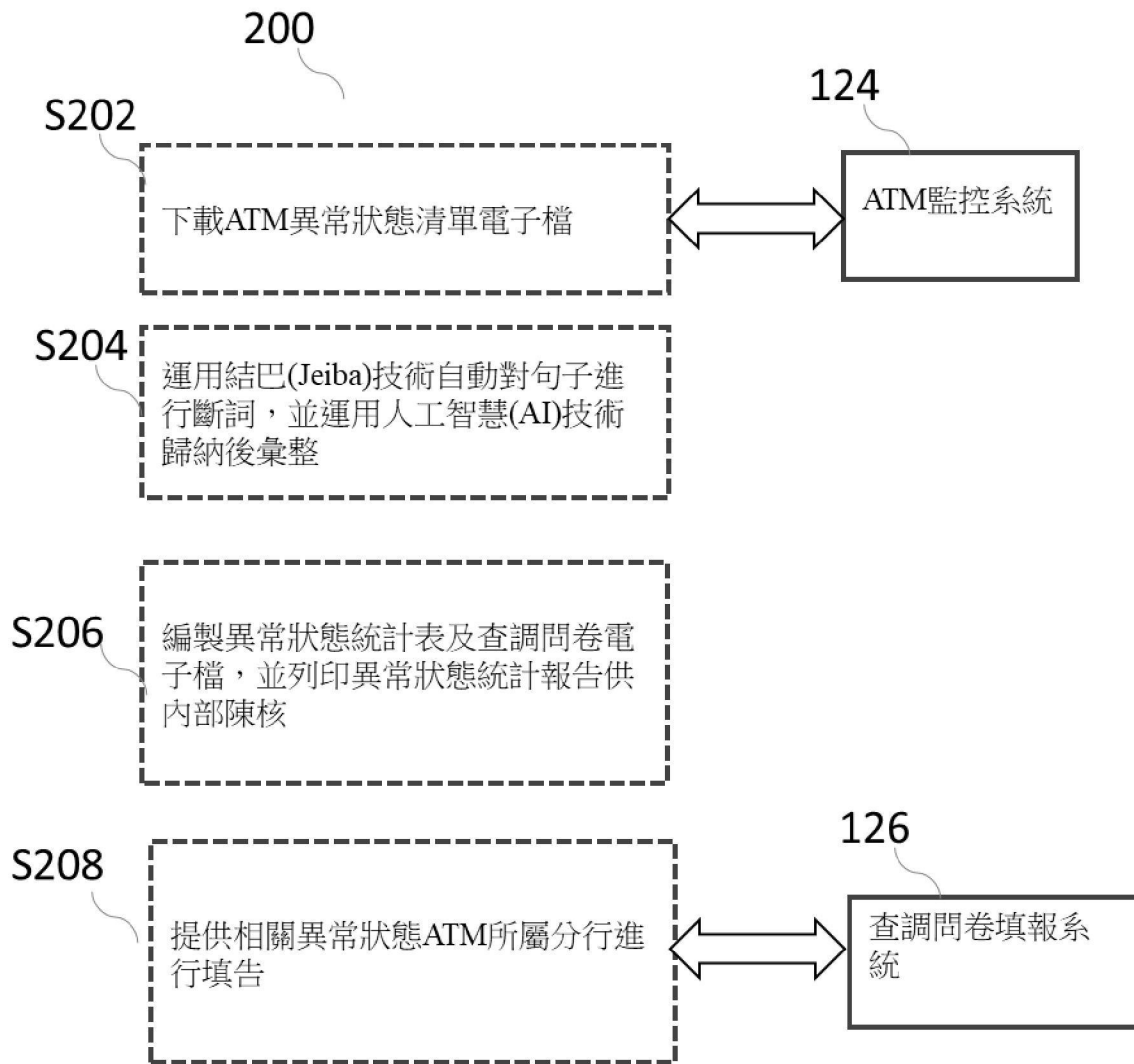 200
S202
124
下載ATM異常狀態清單電子檔
ATM監控系統
S204
運用結巴(Jeiba)技術自動對句子進
行斷詞，並運用人工智慧(AI)技術
歸納後彙整
S206
編製異常狀態統計表及查調問卷電
子檔，並列印異常狀態統計報告供
內部陳核
S208
126
提供相關異常狀態ATM所屬分行進
行填告
查調問卷填報系
統